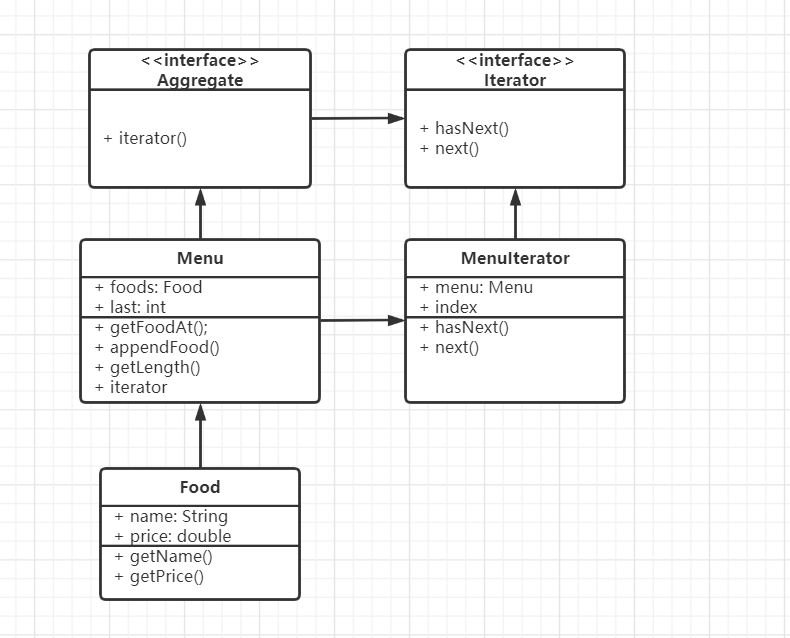 <<interface>>
Aggregate
+ iterator()
<<interface>>
Iterator
+ hasNext()
+ next()
Menu
+ foods: Food
+ last: int
+ getFoodAt();
+ appendFood()
+ getLength()
+ iterator
MenuIterator
+ menu: Menu
+ index
+ hasNext()
+ next()
Food
+ name: String
+ price: double
+ getName()
+ getPrice()